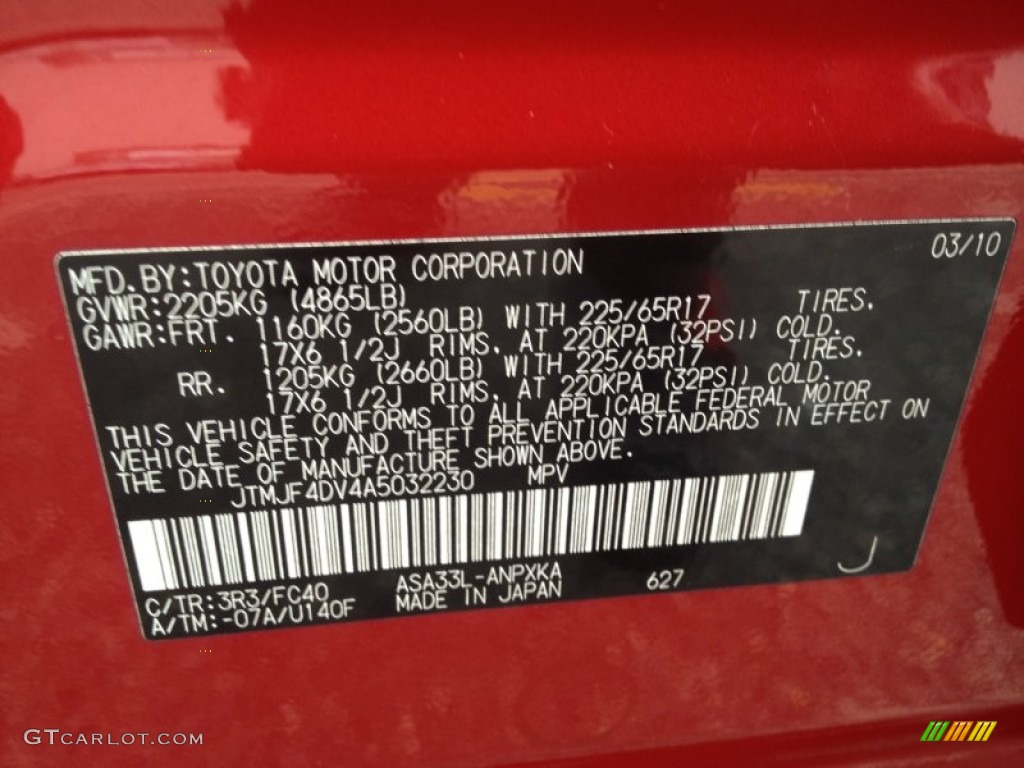 03/10
MFD.BY:TOYOTA MOTOR CORPORATION
GVWR:2205KG (4865LB)
GAWR:FRT. 1160KG (2560LB) WITH 225/65R17 TIRES.
17X6 1/2J RIMS. AT 220KPA (32PSI) COLD.
RR. 1205KG (2660LB) WITH 225/65R17 TIRES.
17X6 1/2J RIMS. AT 220KPA (32PSI) COLD.
THIS VEHICLE CONFORMS TO ALL APPLICABLE FEDERAL MOTOR
VEHICLE SAFETY AND THEFT PREVENTION STANDARDS IN EFFECT ON
THE DATE OF MANUFACTURE SHOWN ABOVE.
JTMJF4DV4A5032230 MPV
J
C/TR:3R3/FC40 ASA33L-ANPXKA 627
A/TM:-07A/U140F MADE IN JAPAN
GTCARLOT.COM